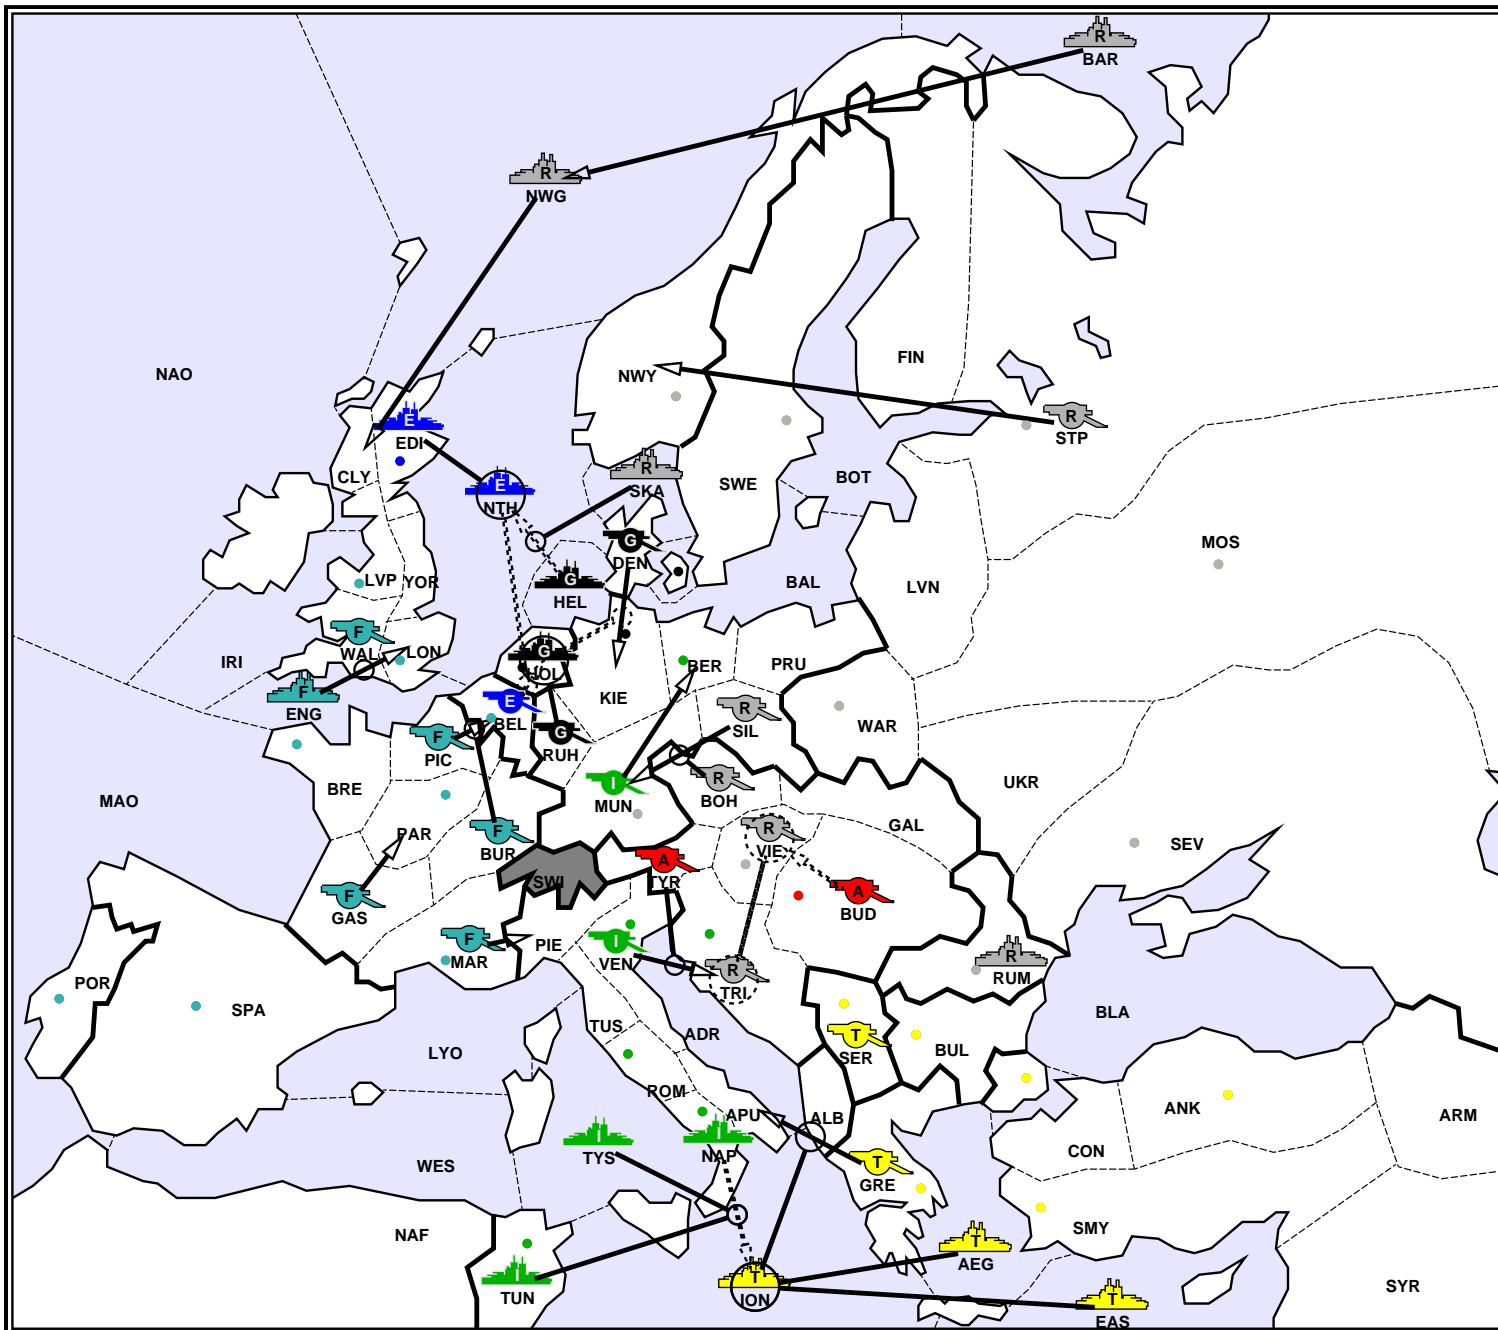 R
BAR
R
NWG
NAO
FIN
NWY
R
STP
E
EDI
CLY
E
NTH
R
SKA
SWE
BOT
MOS
G
DEN
G
HEL
BAL
LVN
LVP
YOR
F
WAL
LON
IRI
F
ENG
G
HOL
KIE
BER
PRU
E
BEL
F
PIC
G
RUH
R
SIL
WAR
I
MUN
R
BOH
UKR
BRE
MAO
PAR
F
BUR
R
VIE
GAL
SEV
SWI
A
TYR
A
BUD
F
GAS
F
MAR
PIE
I
VEN
R
TRI
R
RUM
POR
SPA
BLA
TUS
ADR
LYO
T
SER
BUL
ROM
APU
ALB
ANK
ARM
I
TYS
I
NAP
CON
WES
T
GRE
NAF
SMY
T
AEG
I
TUN
T
ION
T
EAS
SYR